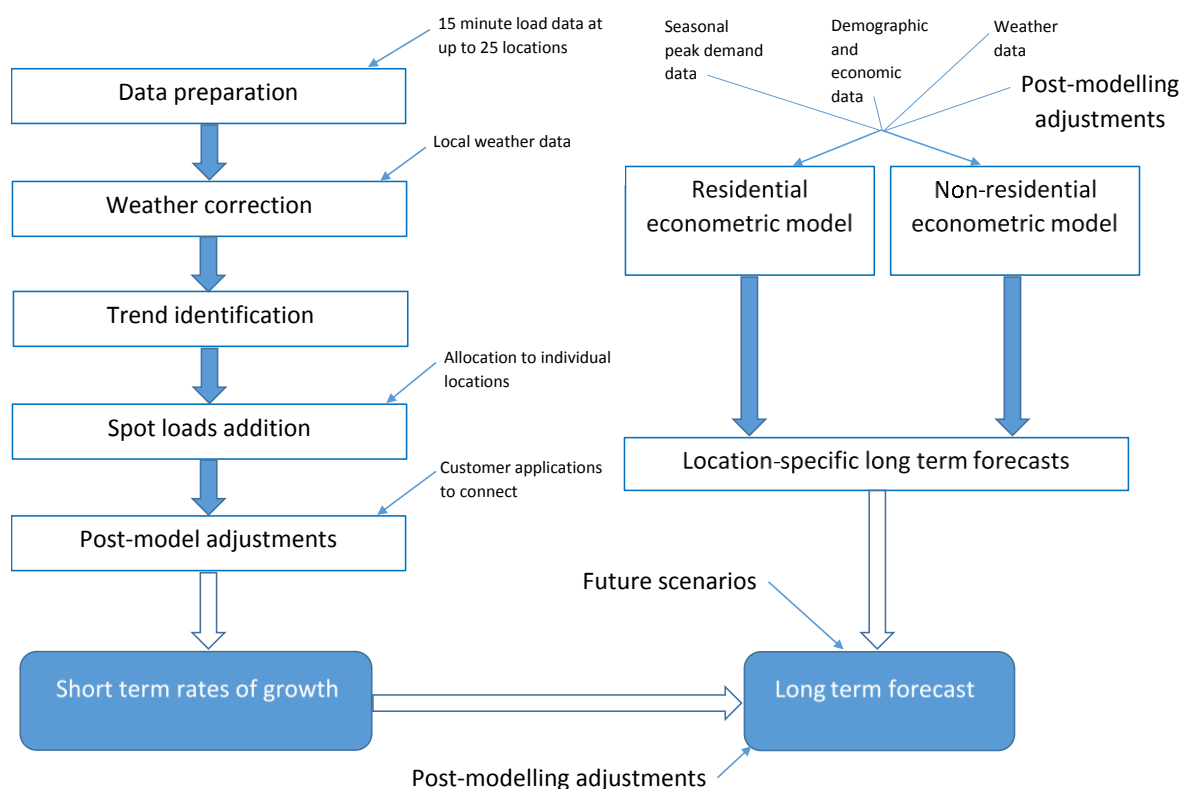 15 minute load data at
up to 25 locations
Data preparation
Local weather data
Weather correction
Trend identification
Allocation to individual
locations
Spot loads addition
Customer applications
to connect
Post-model adjustments
Short term rates of growth
Seasonal
peak demand
data
Demographic
and
economic
data
Weather
data
Post-modelling
adjustments
Residential
econometric model
Non-residential
econometric model
Location-specific long term forecasts
Future scenarios
Long term forecast
Post-modelling adjustments